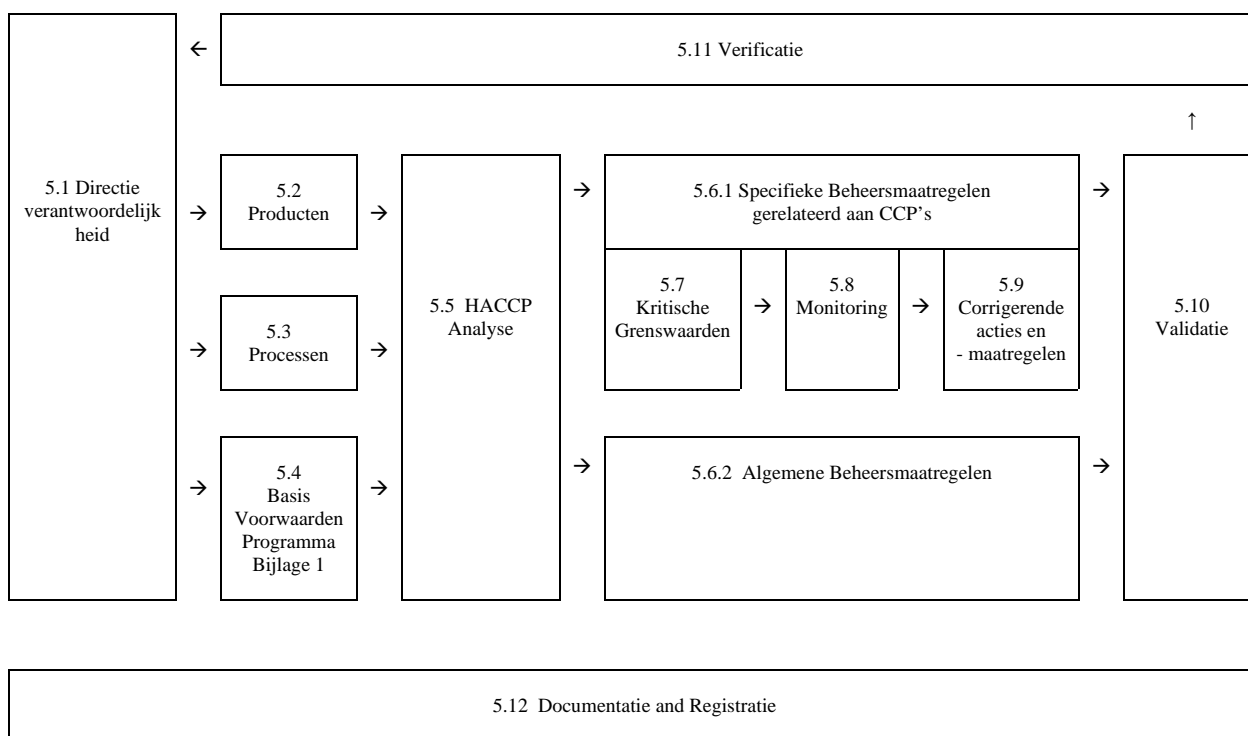 5.11 Verificatie
5.1 Directie
verantwoordelijk
heid
5.2
Producten
5.3
Processen
5.4
Basis
Voorwaarden
Programma
Bijlage 1
5.5 HACCP
Analyse
5.6.1 Specifieke Beheersmaatregelen
gerelateerd aan CCP’s
5.7
Kritische
Grenswaarden
5.8
Monitoring
5.9
Corrigerende
acties en
- maatregelen
5.6.2 Algemene Beheersmaatregelen
5.10
Validatie
5.12 Documentatie and Registratie